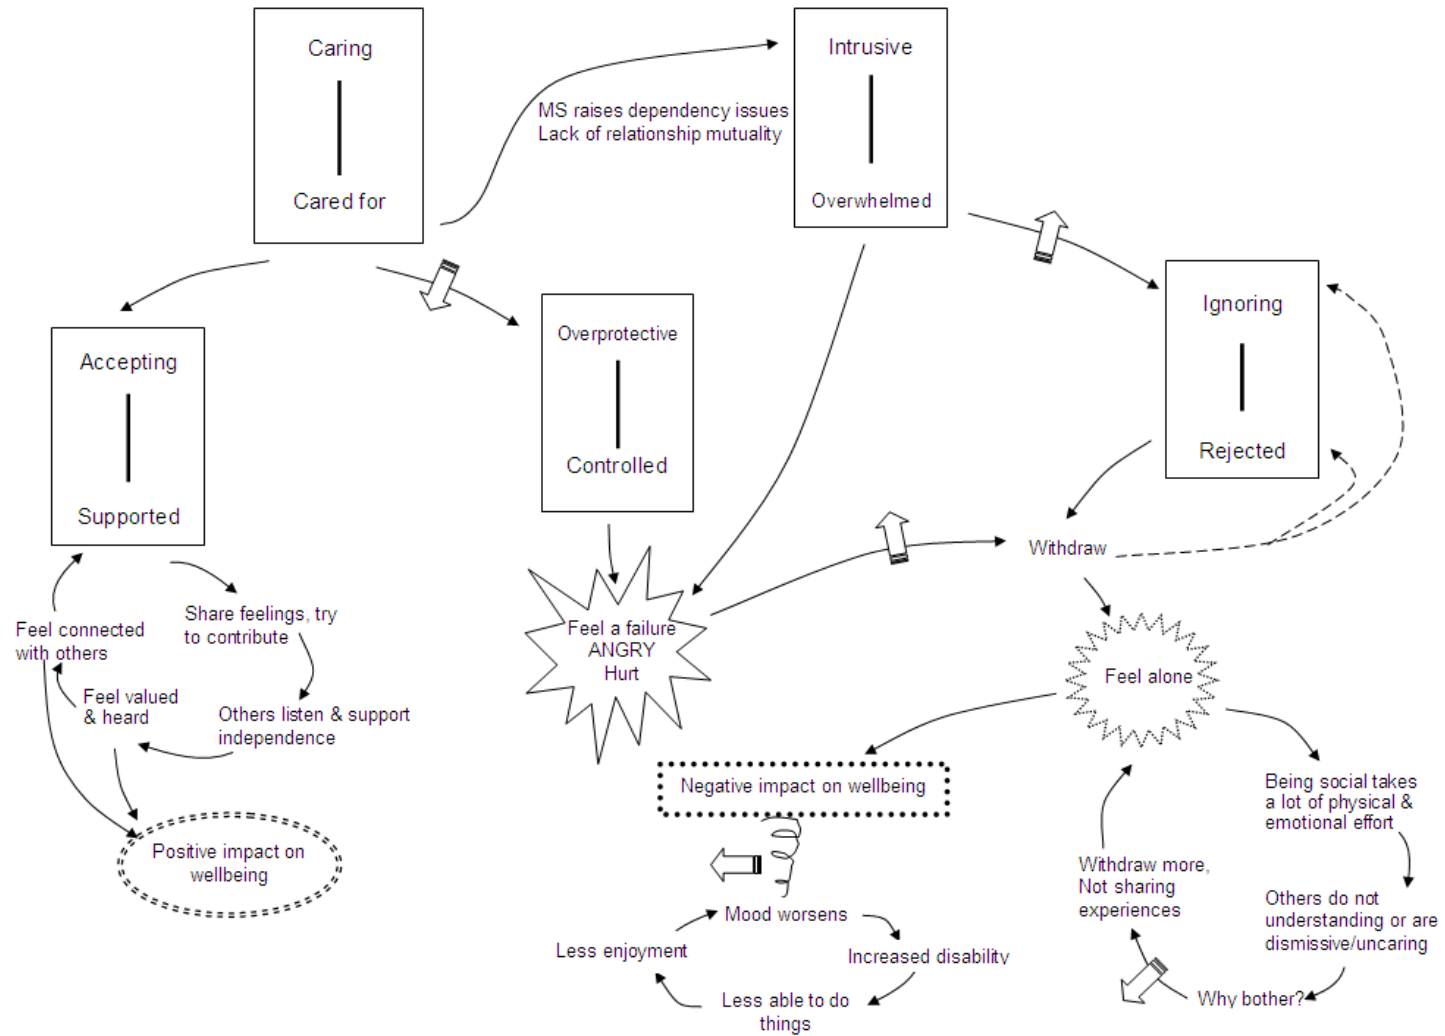 Caring
Cared for
MS raises dependency issues
Lack of relationship mutuality
Intrusive
Overwhelmed
Accepting
Supported
Overprotective
Controlled
Ignoring
Rejected
Share feelings, try
to contribute
Feel connected
with others
Feel valued
& heard
Others listen & support
independence
Positive impact on
wellbeing
Feel a failure
ANGRY
Hurt
Withdraw
Feel alone
Negative impact on wellbeing
Mood worsens
Increased disability
Less able to do
things
Less enjoyment
Being social takes
a lot of physical &
emotional effort
Others do not
understanding or are
dismissive/uncaring
Why bother?
Withdraw more,
Not sharing
experiences